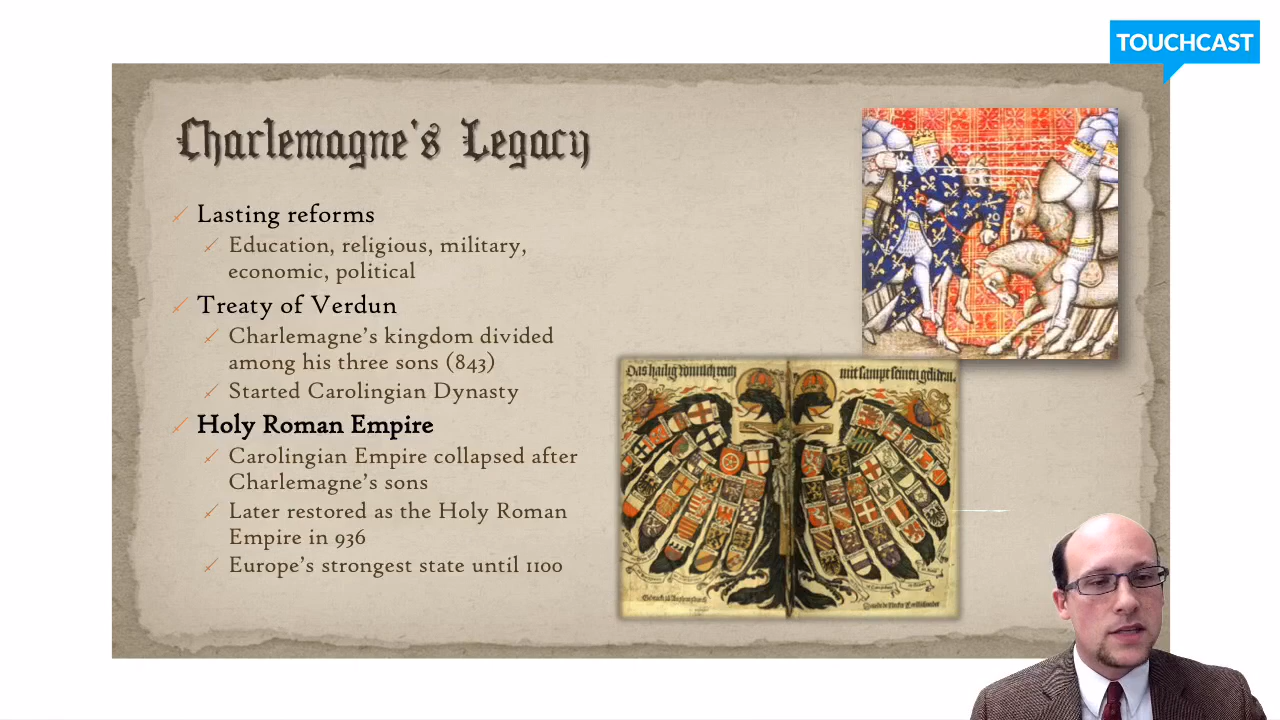 TOUCHCAST
Charlemagne's Legacy
Lasting reforms
Education, religious, military,
economic, political
Treaty of Verdun
Charlemagne's kingdom divided
among his three sons (843)
Started Carolingian Dynasty
Holy Roman Empire
Carolingian Empire collapsed after
Charlemagne's sons
Later restored as the Holy Roman
Empire in 936
Europe's strongest state until 1100
Das hailig Römisch reich mit sampt seinen gelidern.